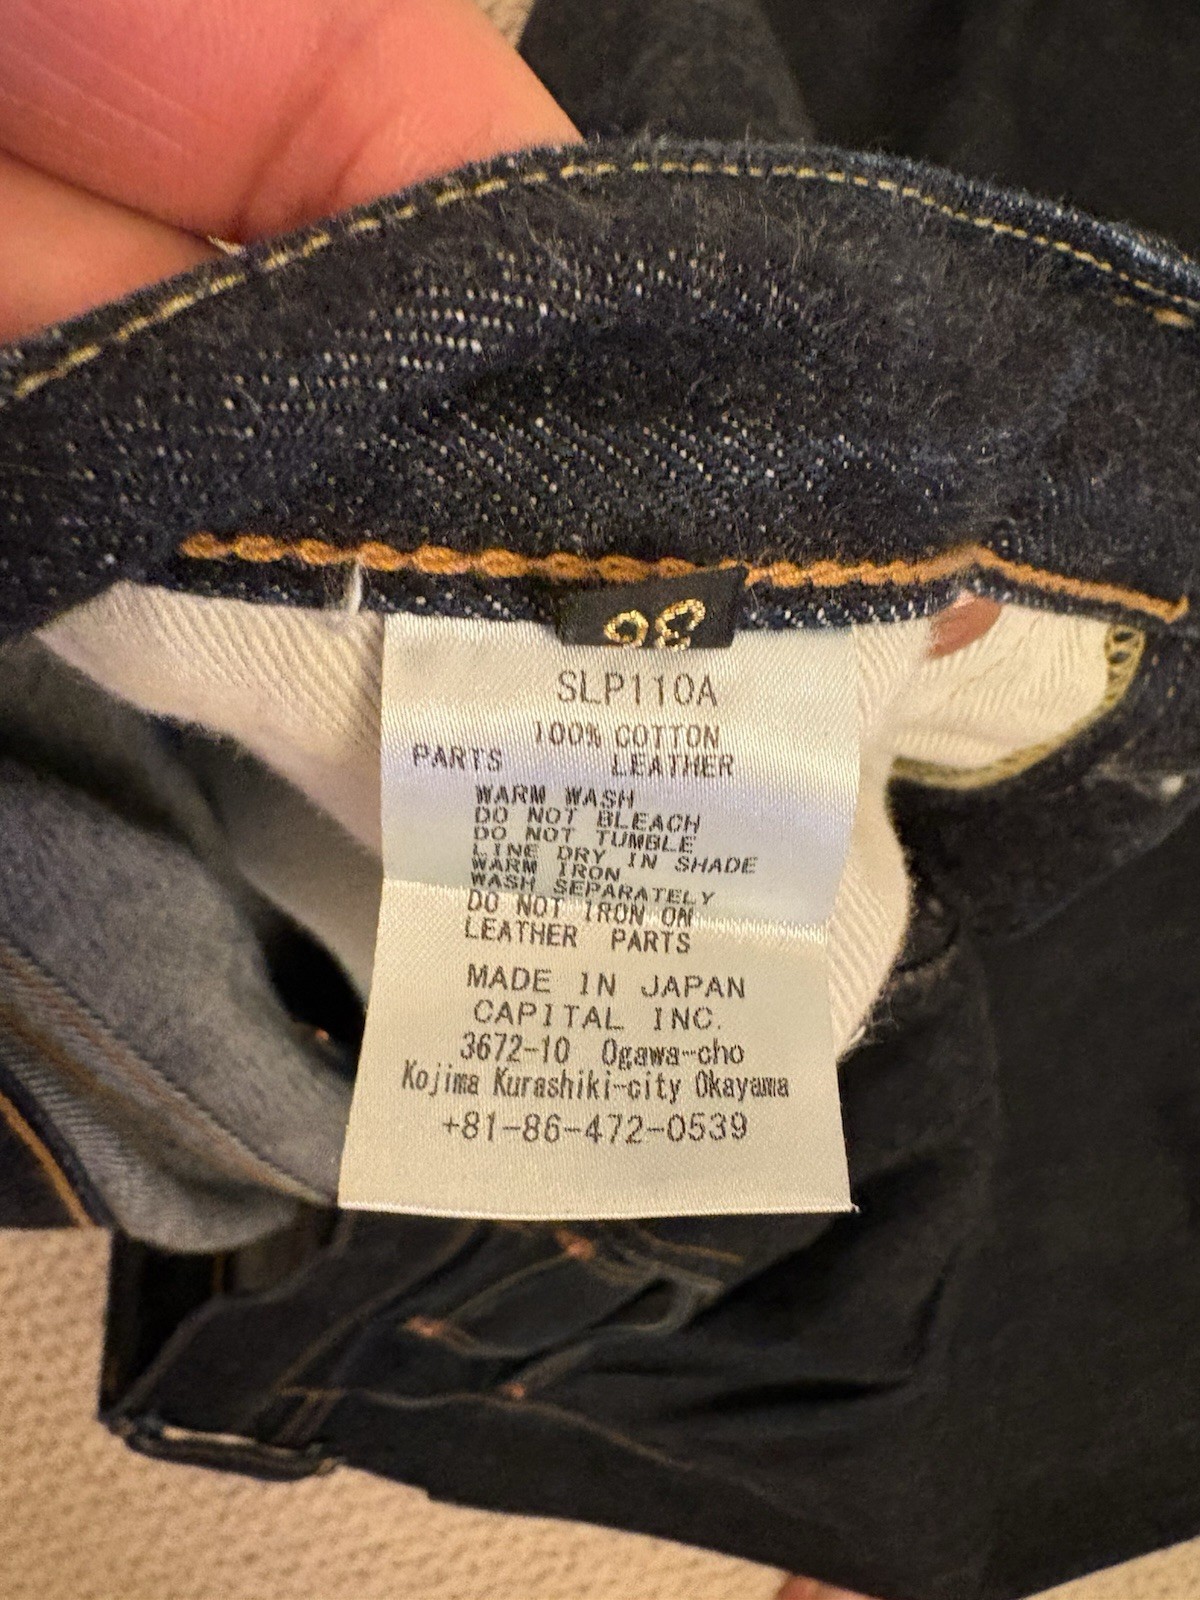 SLP110A
100% COTTON
PARTS LEATHER
WARM WASH
DO NOT BLEACH
DO NOT TUMBLE
LINE DRY IN SHADE
WARM IRON
WASH SEPARATELY
DO NOT IRON ON
LEATHER PARTS
MADE IN JAPAN
CAPITAL INC.
3672-10 Ogawa-cho
Kojima Kurashiki-city Okayama
+81-86-472-0539